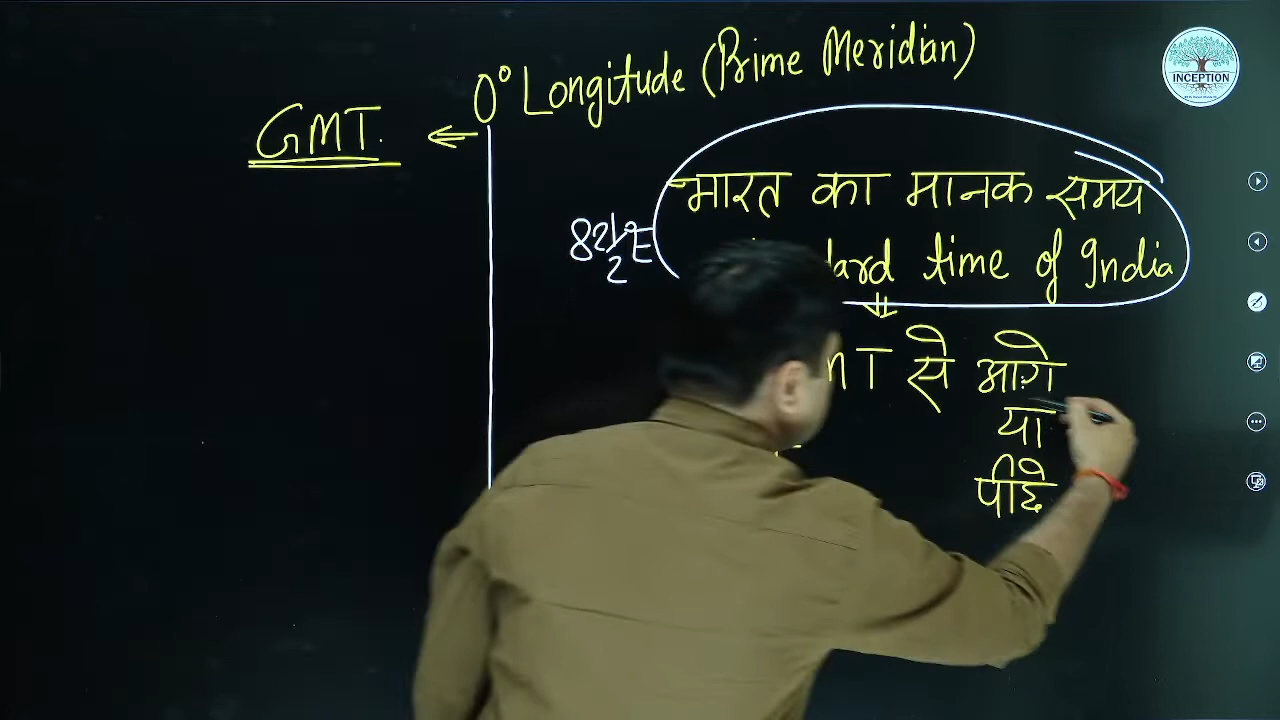 0° Longitude (Prime Meridian)
GMT.
भारत का मानक समय
82½°E
time of India
से आगे
या
पीछे
INCEPTION